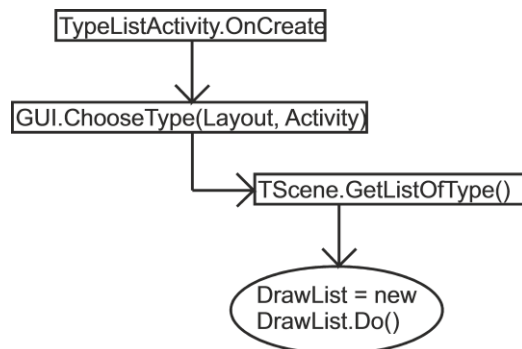 TypeListActivity.OnCreate
GUI.ChooseType(Layout, Activity)
TScene.GetListOfType()
DrawList = new
DrawList.Do()